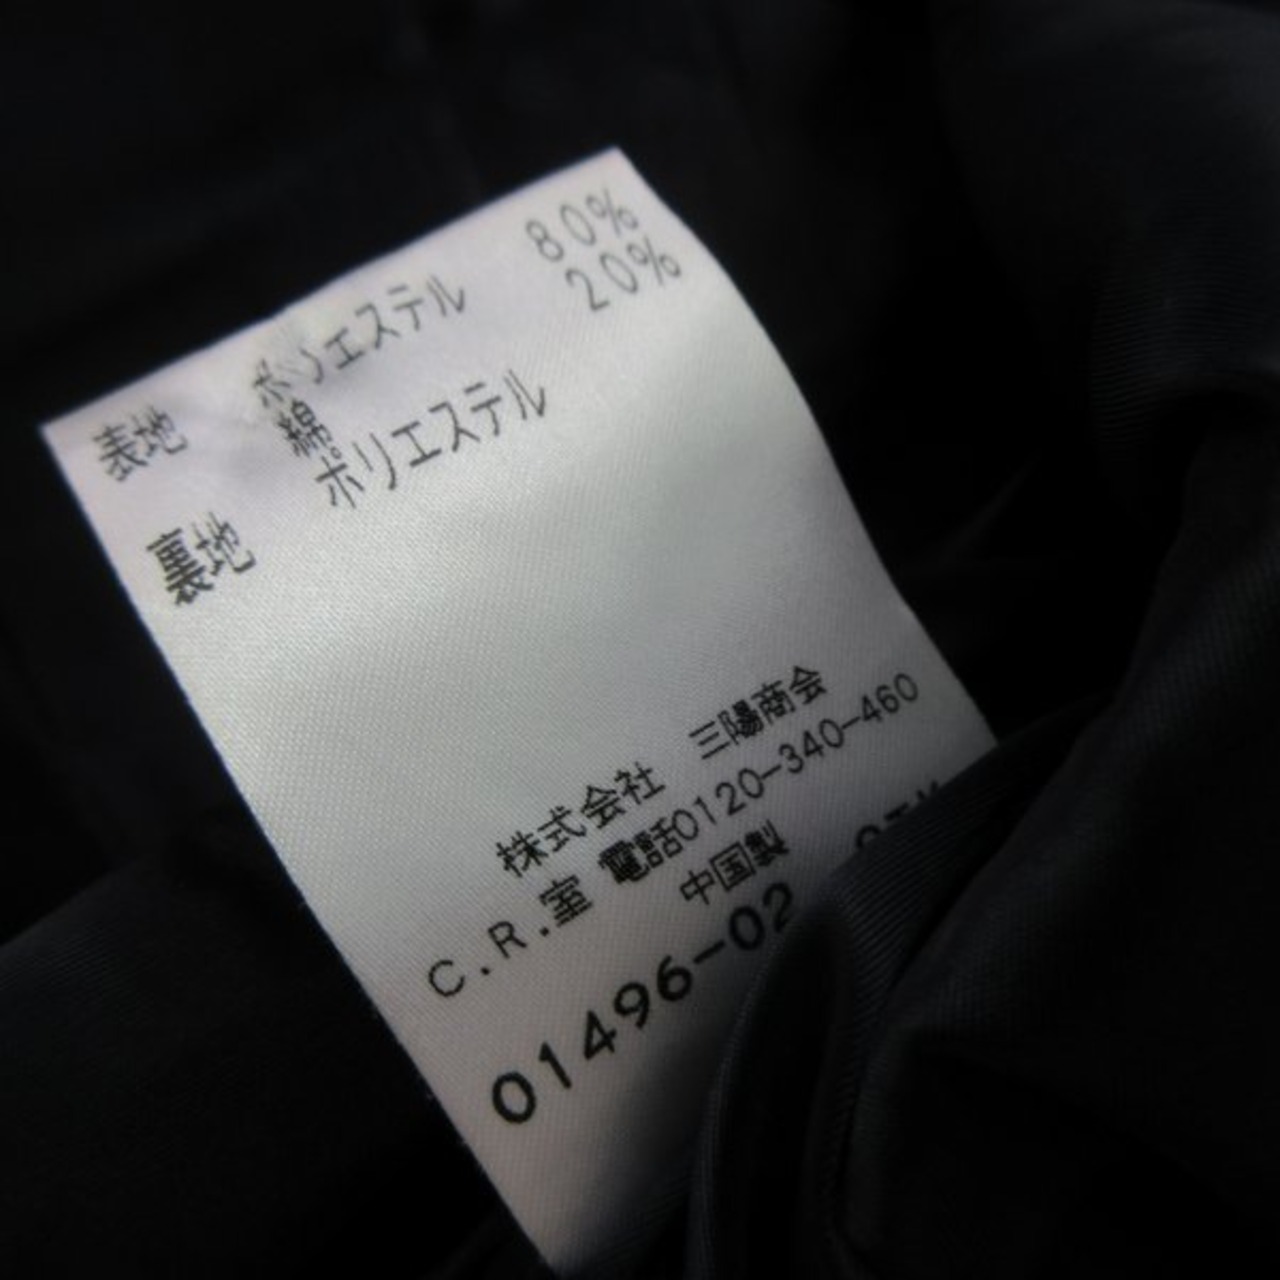 表地 ポリエステル 80%
綿 20%
裏地 ポリエステル
株式会社 三陽商会
C.R.室 電話0120-340-460
中国製
01496-02